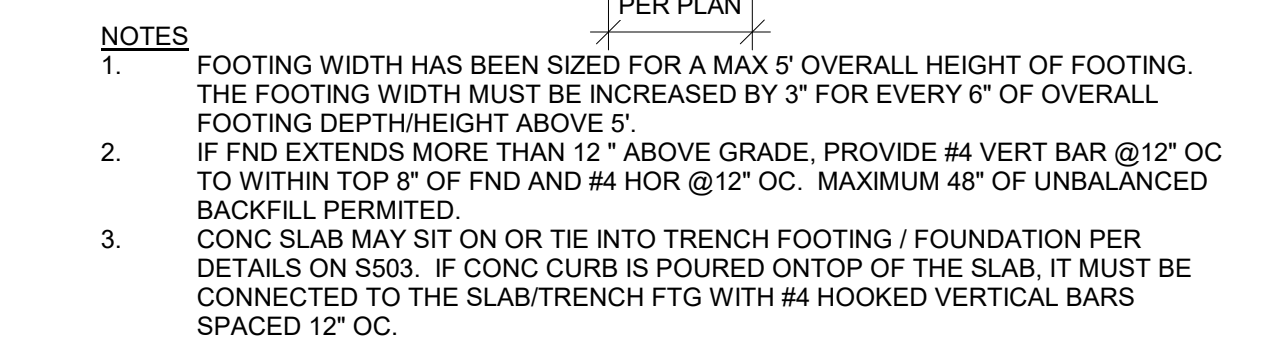 PER PLAN
NOTES
1. FOOTING WIDTH HAS BEEN SIZED FOR A MAX 5' OVERALL HEIGHT OF FOOTING.
THE FOOTING WIDTH MUST BE INCREASED BY 3" FOR EVERY 6" OF OVERALL
FOOTING DEPTH/HEIGHT ABOVE 5'.
2. IF FND EXTENDS MORE THAN 12 " ABOVE GRADE, PROVIDE #4 VERT BAR @12" OC
TO WITHIN TOP 8" OF FND AND #4 HOR @12" OC. MAXIMUM 48" OF UNBALANCED
BACKFILL PERMITED.
3. CONC SLAB MAY SIT ON OR TIE INTO TRENCH FOOTING / FOUNDATION PER
DETAILS ON S503. IF CONC CURB IS POURED ONTOP OF THE SLAB, IT MUST BE
CONNECTED TO THE SLAB/TRENCH FTG WITH #4 HOOKED VERTICAL BARS
SPACED 12" OC.